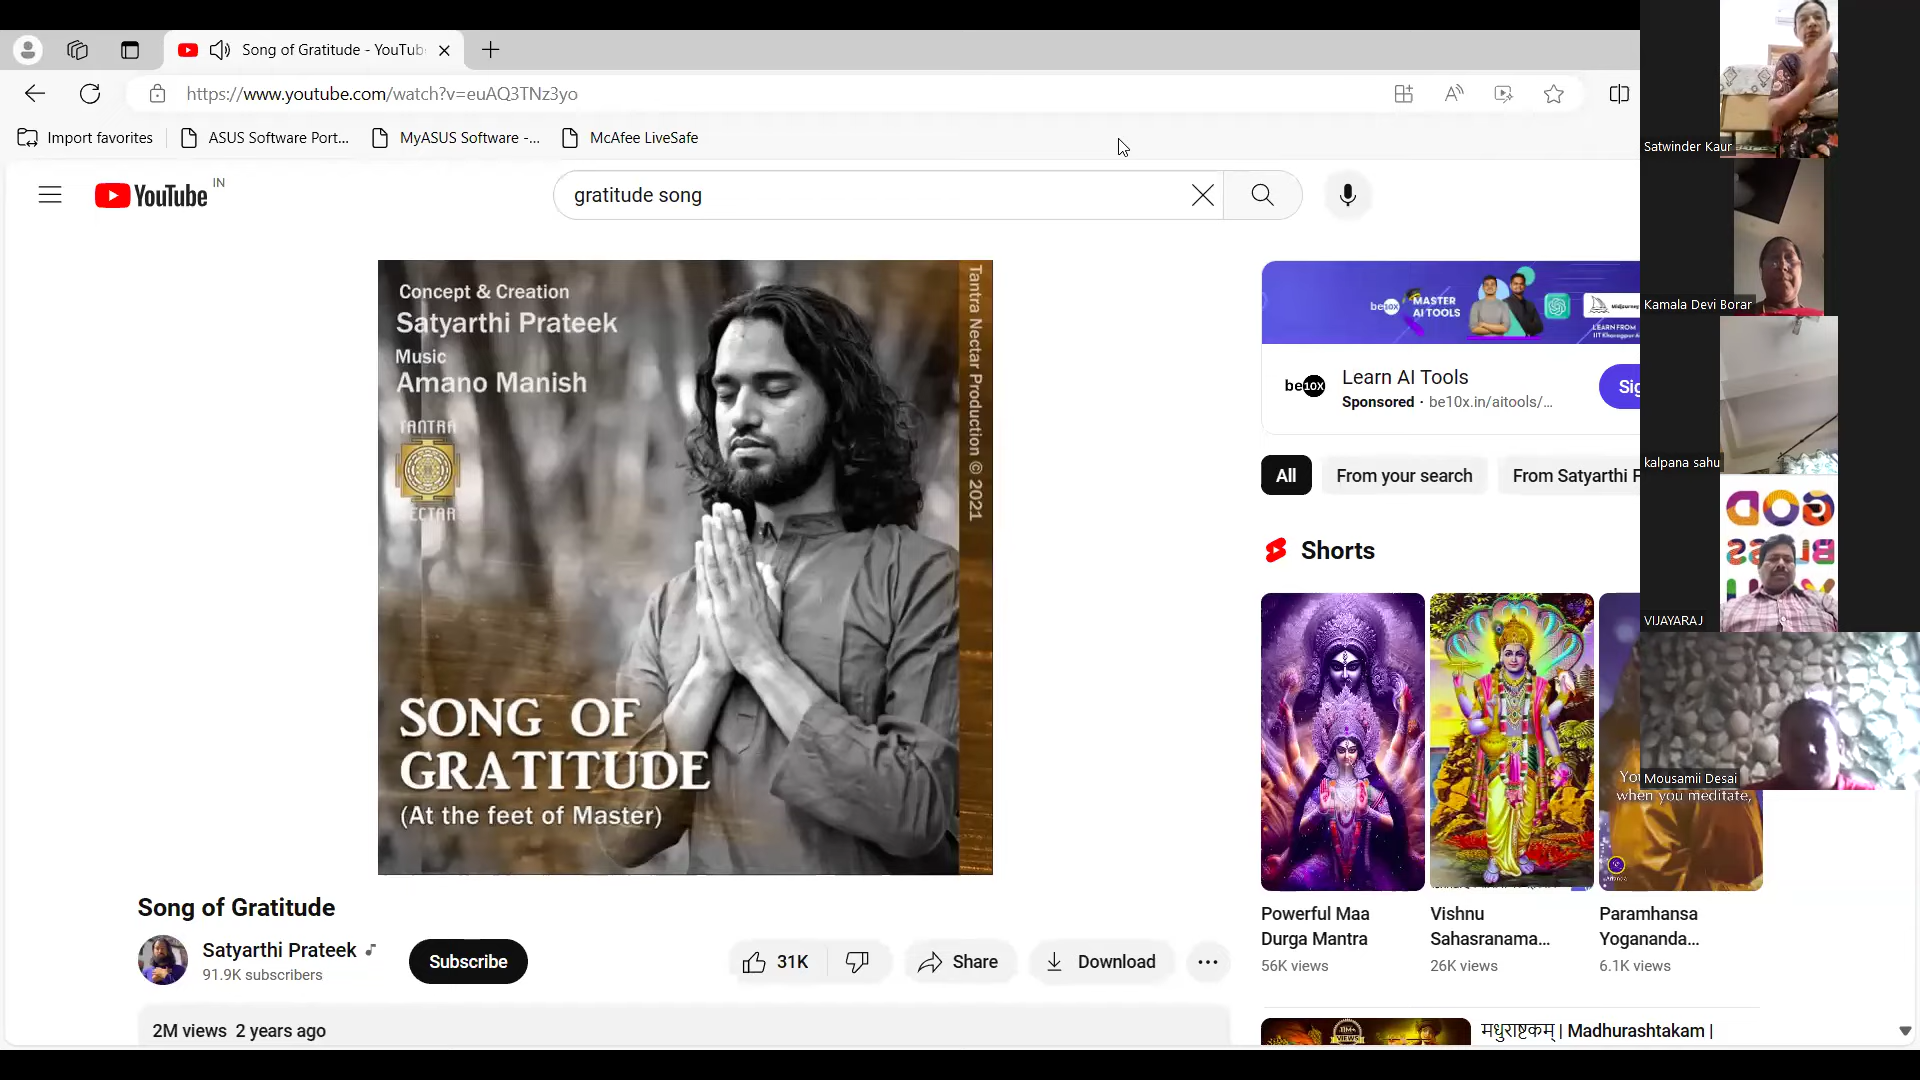 Song of Gratitude - YouTub
https://www.youtube.com/watch?v=euAQ3TNz3yo
Import favorites
ASUS Software Port...
MyASUS Software -...
McAfee LiveSafe
YouTube IN
gratitude song
Concept & Creation
Satyarthi Prateek
Music
Amano Manish
TANTRA
NECTAR
Tantra Nectar Production © 2021
SONG OF
GRATITUDE
(At the feet of Master)
Song of Gratitude
Satyarthi Prateek
91.9K subscribers
Subscribe
31K
Share
Download
2M views 2 years ago
be10x
MASTER
AI TOOLS
LEARN FROM
be10x
Learn AI Tools
Sponsored · be10x.in/aitools/...
Sig
All
From your search
From Satyarthi P
Shorts
when you meditate,
Powerful Maa
Durga Mantra
56K views
Vishnu
Sahasranama...
26K views
Paramhansa
Yogananda...
6.1K views
मधुराष्टकम् | Madhurashtakam |
Satwinder Kaur
Kamala Devi Borar
kalpana sahu
GOD
BLESS
VIJAYARAJ
Mousamii Desai